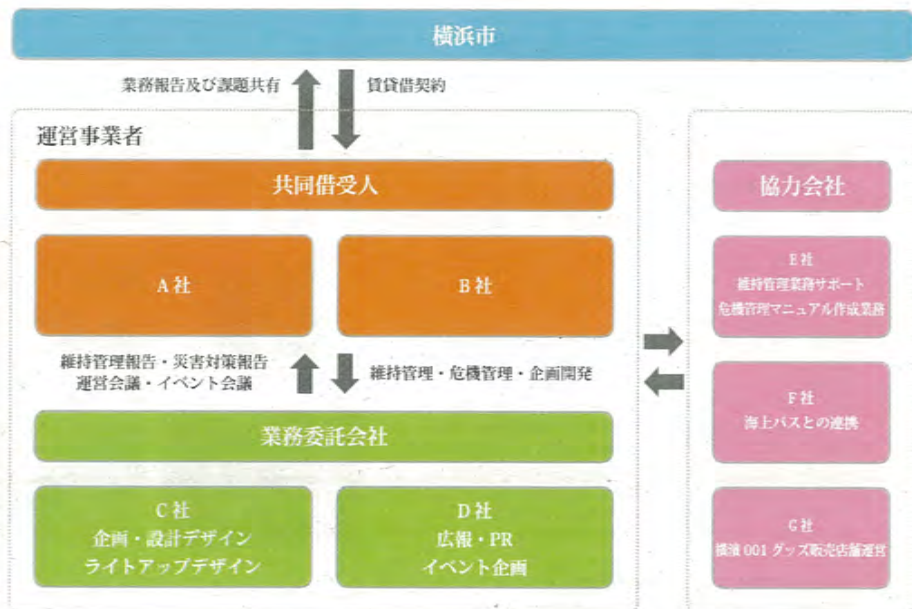 横浜市
業務報告及び課題共有
賃貸借契約
運営事業者
共同借受人
A 社
B 社
維持管理報告・災害対策報告
運営会議・イベント会議
維持管理・危機管理・企画開発
業務委託会社
C 社
企画・設計デザイン
ライトアップデザイン
D 社
広報・PR
イベント企画
協力会社
E 社
維持管理業務サポート
危機管理マニュアル作成業務
F 社
海上バスとの連携
G 社
横濱 001 グッズ販売店舗運営